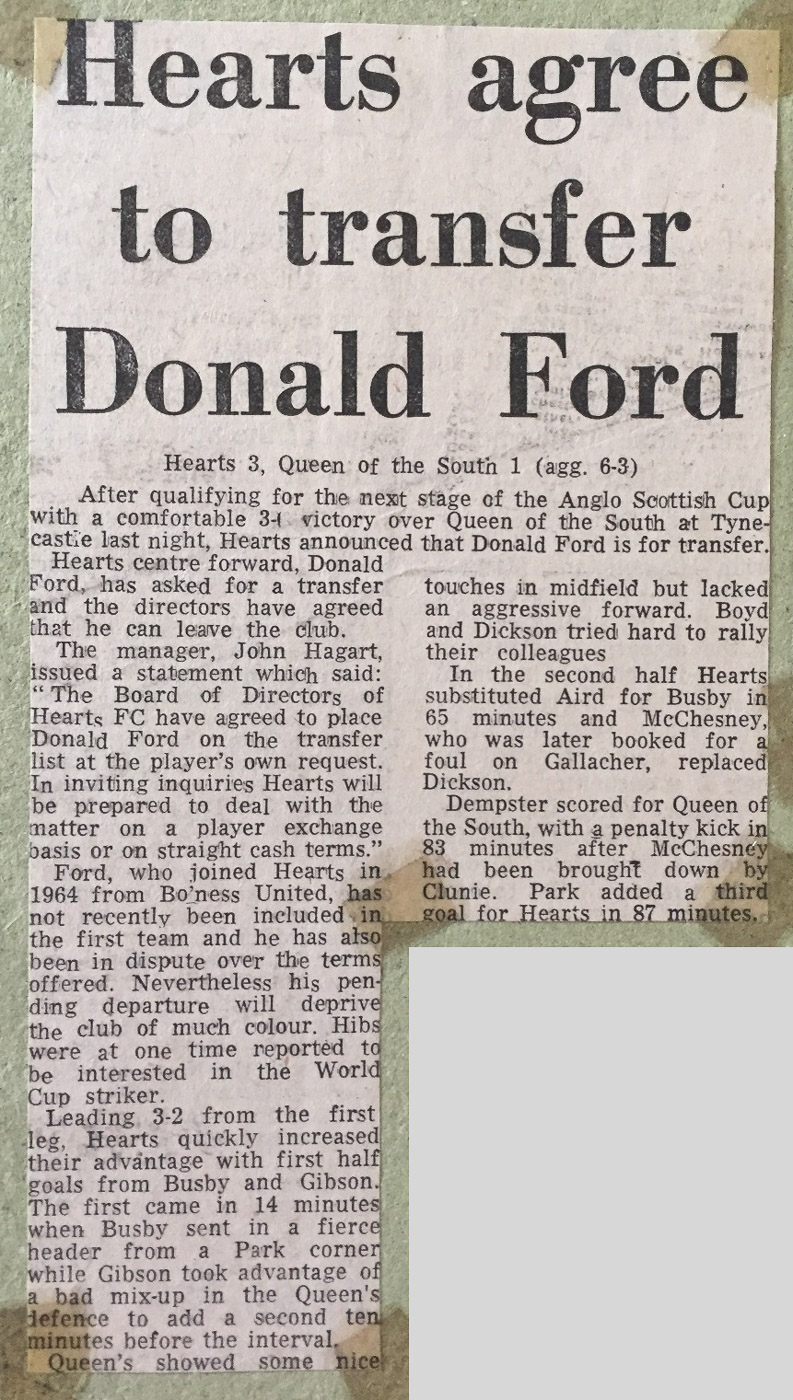 Hearts agree
to transfer
Donald Ford
Hearts 3, Queen of the South 1 (agg. 6-3)
After qualifying for the next stage of the Anglo Scottish Cup
with a comfortable 3-1 victory over Queen of the South at Tyne-
castle last night, Hearts announced that Donald Ford is for transfer.
Hearts centre forward, Donald
Ford, has asked for a transfer
and the directors have agreed
that he can leave the club.
The manager, John Hagart,
issued a statement which said:
“The Board of Directors of
Hearts FC have agreed to place
Donald Ford on the transfer
list at the player's own request.
In inviting inquiries Hearts will
be prepared to deal with the
matter on a player exchange
basis or on straight cash terms.”
Ford, who joined Hearts in
1964 from Bo'ness United, has
not recently been included in
the first team and he has also
been in dispute over the terms
offered. Nevertheless his pen-
ding departure will deprive
the club of much colour. Hibs
were at one time reported to
be interested in the World
Cup striker.
Leading 3-2 from the first
leg, Hearts quickly increased
their advantage with first half
goals from Busby and Gibson.
The first came in 14 minutes
when Busby sent in a fierce
header from a Park corner
while Gibson took advantage of
a bad mix-up in the Queen's
defence to add a second ten
minutes before the interval.
Queen's showed some nice
touches in midfield but lacked
an aggressive forward. Boyd
and Dickson tried hard to rally
their colleagues
In the second half Hearts
substituted Aird for Busby in
65 minutes and McChesney,
who was later booked for a
foul on Gallacher, replaced
Dickson.
Dempster scored for Queen of
the South, with a penalty kick in
83 minutes after McChesney
had been brought down by
Clunie. Park added a third
goal for Hearts in 87 minutes.